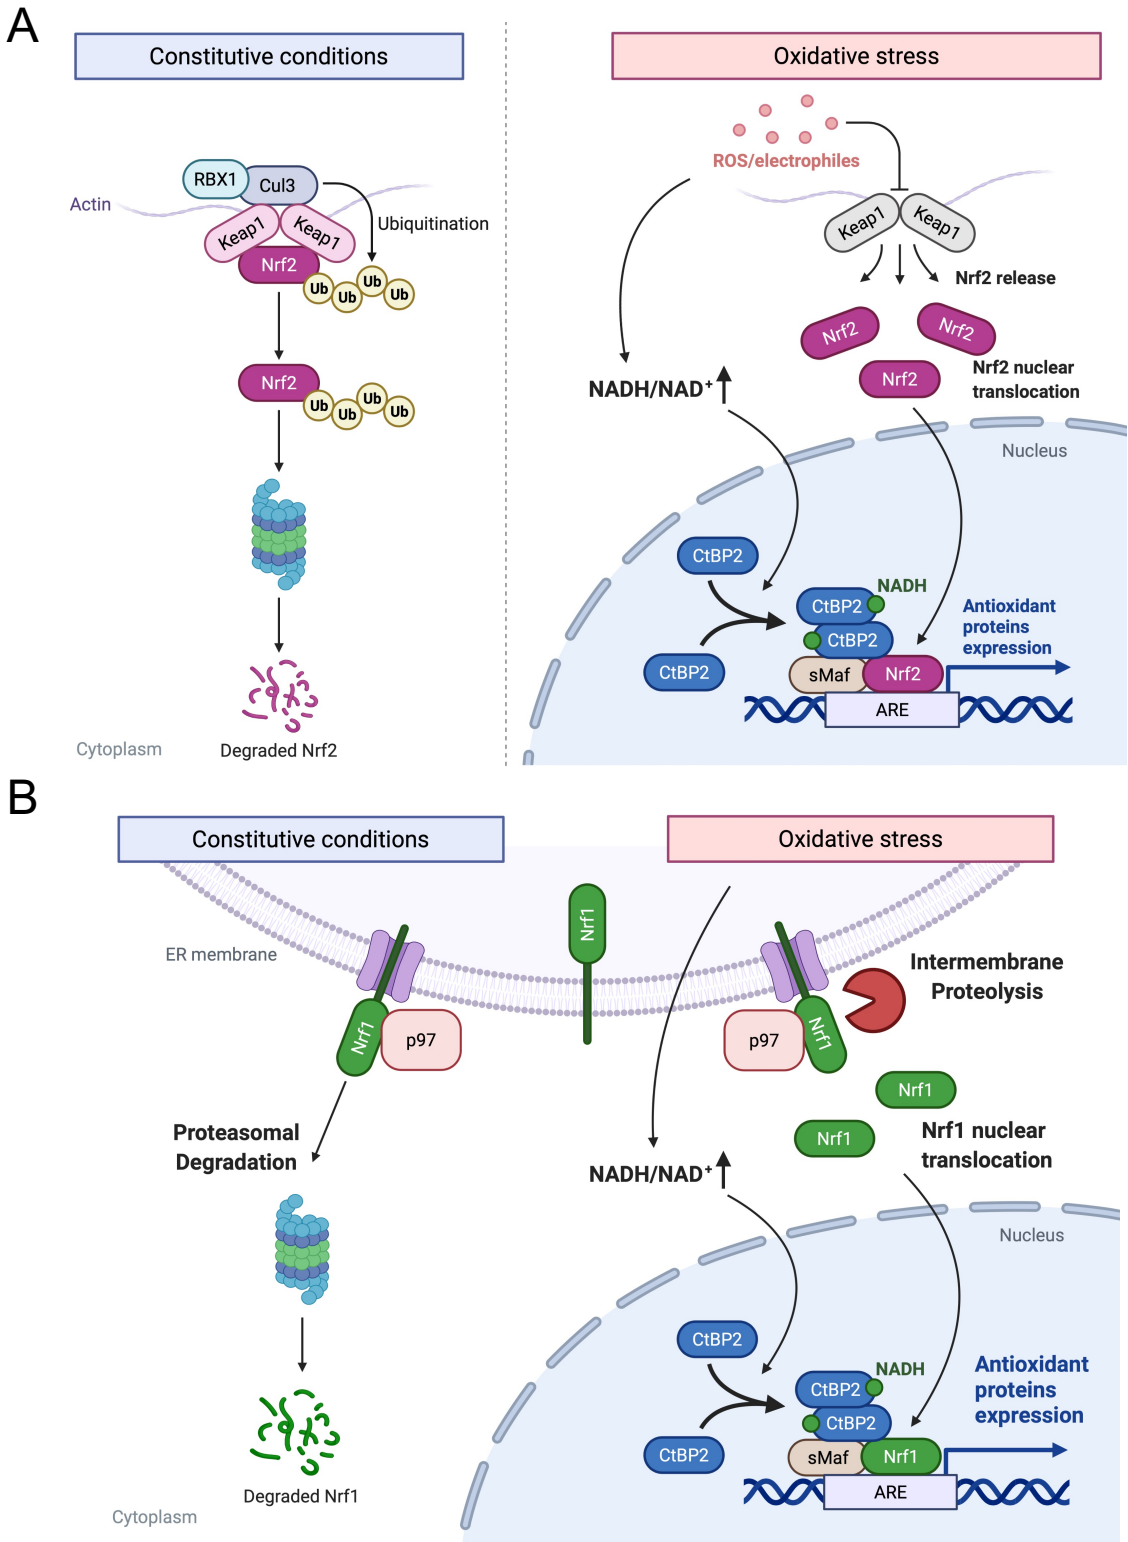 A
Constitutive conditions
Oxidative stress
ROS/electrophiles
RBX1
Cul3
Actin
Keap1
Keap1
Ubiquitination
Nrf2
Ub
Ub
Ub
Ub
Keap1
Keap1
Nrf2 release
Nrf2
Nrf2
Nrf2
Nrf2 nuclear
translocation
NADH/NAD⁺
Nrf2
Ub
Ub
Ub
Ub
Nucleus
CtBP2
CtBP2
NADH
CtBP2
CtBP2
sMaf
Nrf2
ARE
Antioxidant
proteins
expression
Cytoplasm
Degraded Nrf2
B
Constitutive conditions
Oxidative stress
ER membrane
Nrf1
Nrf1
p97
p97
Nrf1
Intermembrane
Proteolysis
Nrf1
Nrf1
Nrf1 nuclear
translocation
Proteasomal
Degradation
NADH/NAD⁺
Nucleus
CtBP2
CtBP2
NADH
CtBP2
CtBP2
sMaf
Nrf1
ARE
Antioxidant
proteins
expression
Degraded Nrf1
Cytoplasm